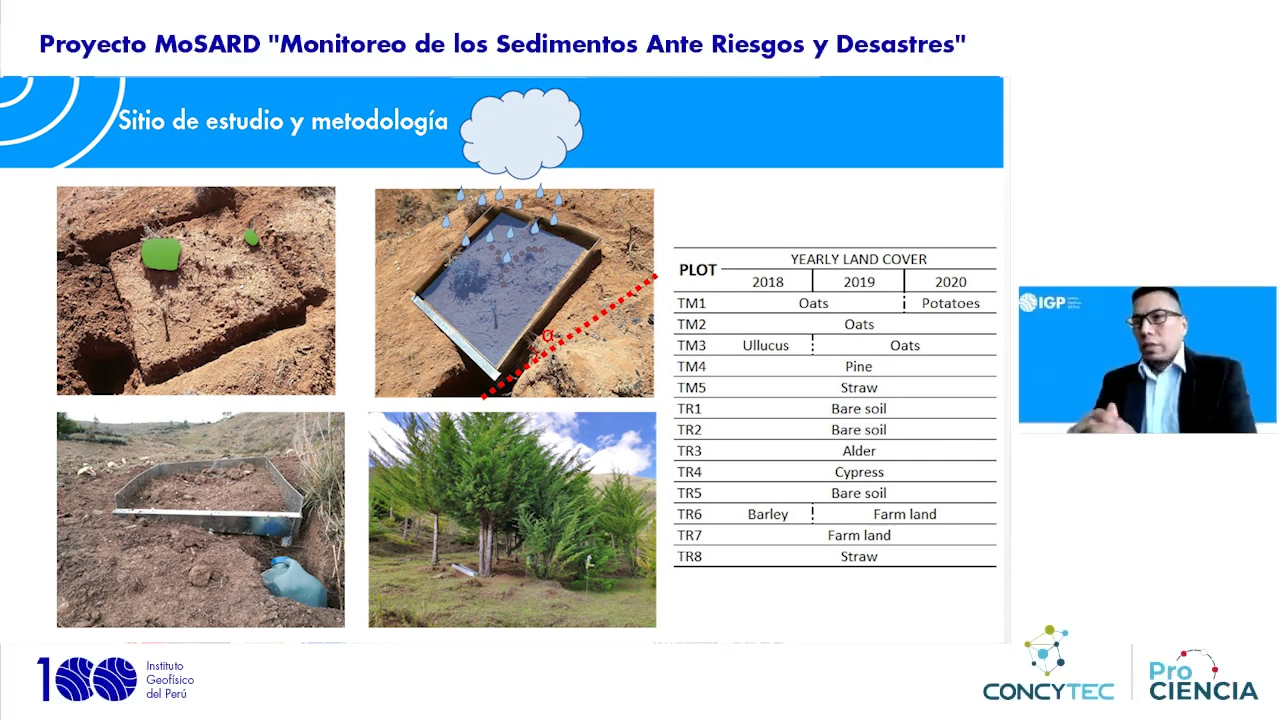 Proyecto MoSARD "Monitoreo de los Sedimentos Ante Riesgos y Desastres"
Sitio de estudio y metodología
α
PLOT YEARLY LAND COVER
2018 2019 2020
TM1 Oats Potatoes
TM2 Oats
TM3 Ullucus Oats
TM4 Pine
TM5 Straw
TR1 Bare soil
TR2 Bare soil
TR3 Alder
TR4 Cypress
TR5 Bare soil
TR6 Barley Farm land
TR7 Farm land
TR8 Straw
IGP
100 Instituto
Geofísico
del Perú
CONCYTEC
Pro
CIENCIA